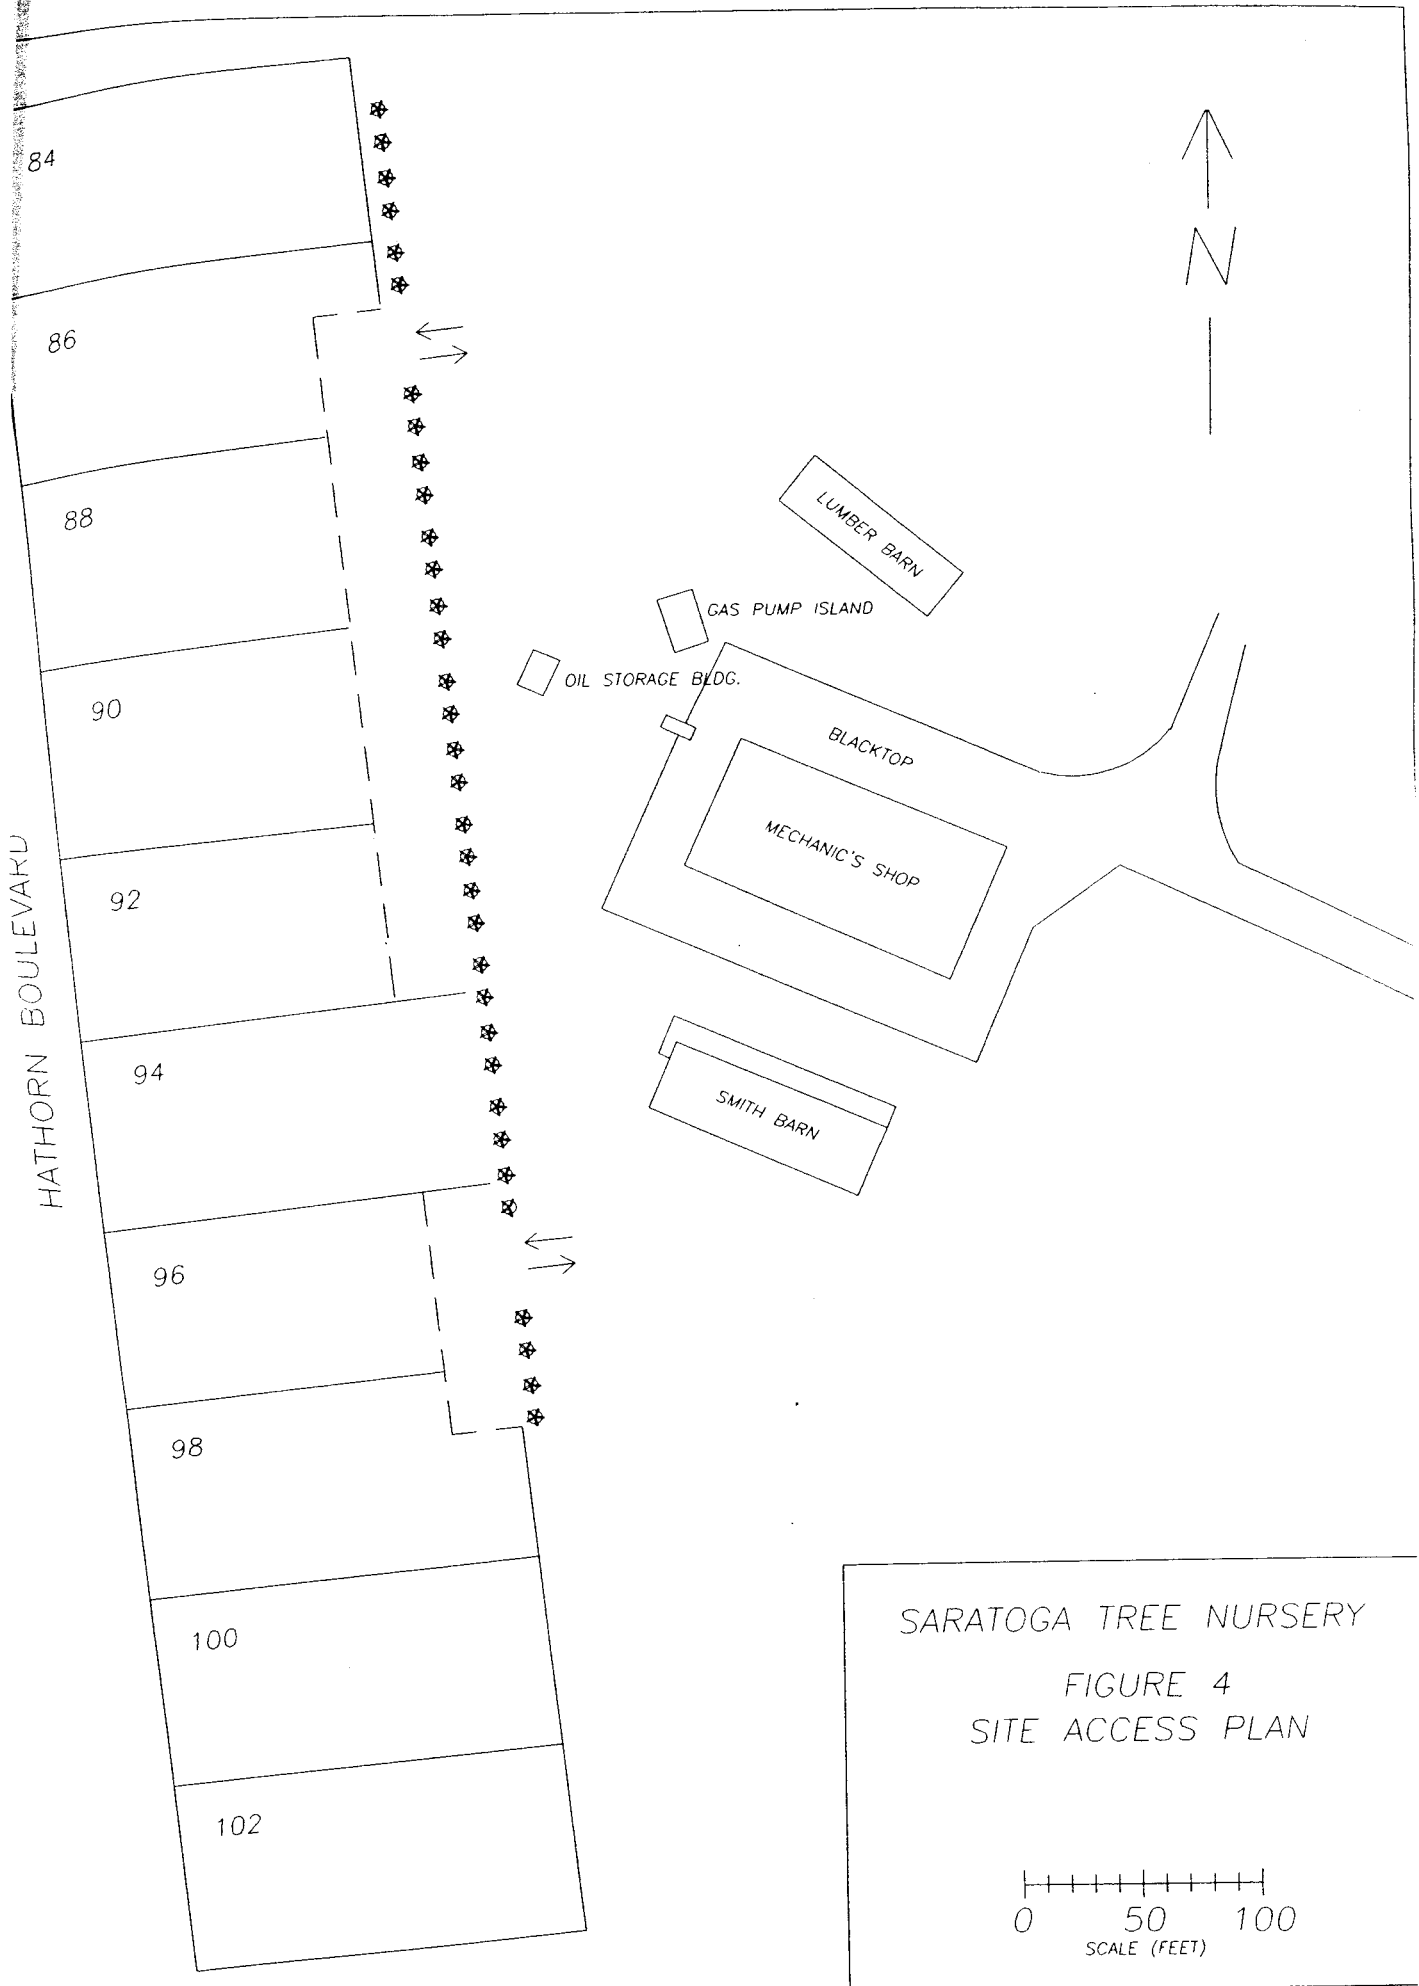 84
N
86
88
LUMBER BARN
GAS PUMP ISLAND
OIL STORAGE BLDG.
90
BLACKTOP
MECHANIC'S SHOP
92
HATHORN BOULEVARD
94
SMITH BARN
96
98
100
102
SARATOGA TREE NURSERY
FIGURE 4
SITE ACCESS PLAN
0 50 100
SCALE (FEET)